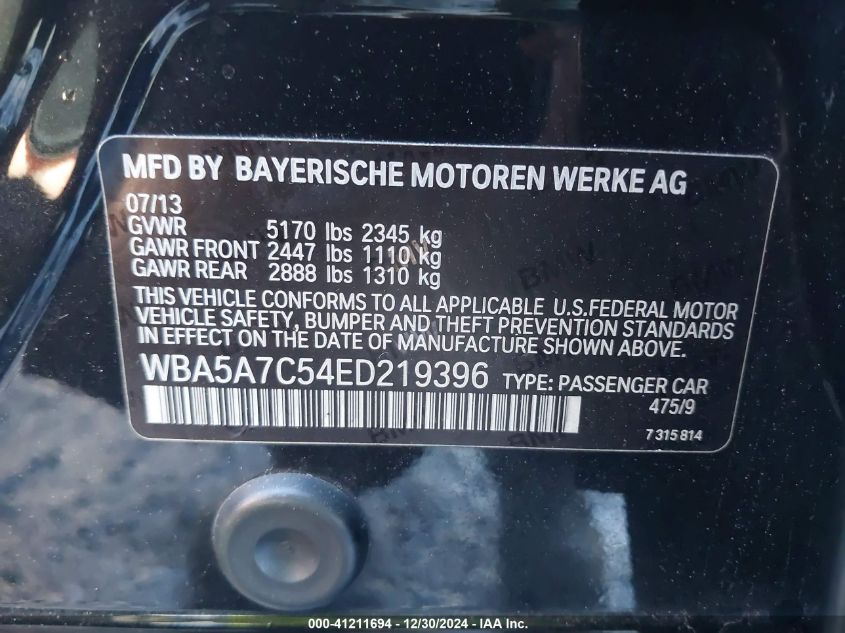 MFD BY BAYERISCHE MOTOREN WERKE AG
07/13
GVWR 5170 lbs 2345 kg
GAWR FRONT 2447 lbs 1110 kg
GAWR REAR 2888 lbs 1310 kg
THIS VEHICLE CONFORMS TO ALL APPLICABLE U.S.FEDERAL MOTOR
VEHICLE SAFETY, BUMPER AND THEFT PREVENTION STANDARDS
IN EFFECT ON THE DATE OF MANUFACTURE SHOWN ABOVE.
WBA5A7C54ED219396 TYPE: PASSENGER CAR
475/9
7 315 814
000-41211694 - 12/30/2024 - IAA Inc.